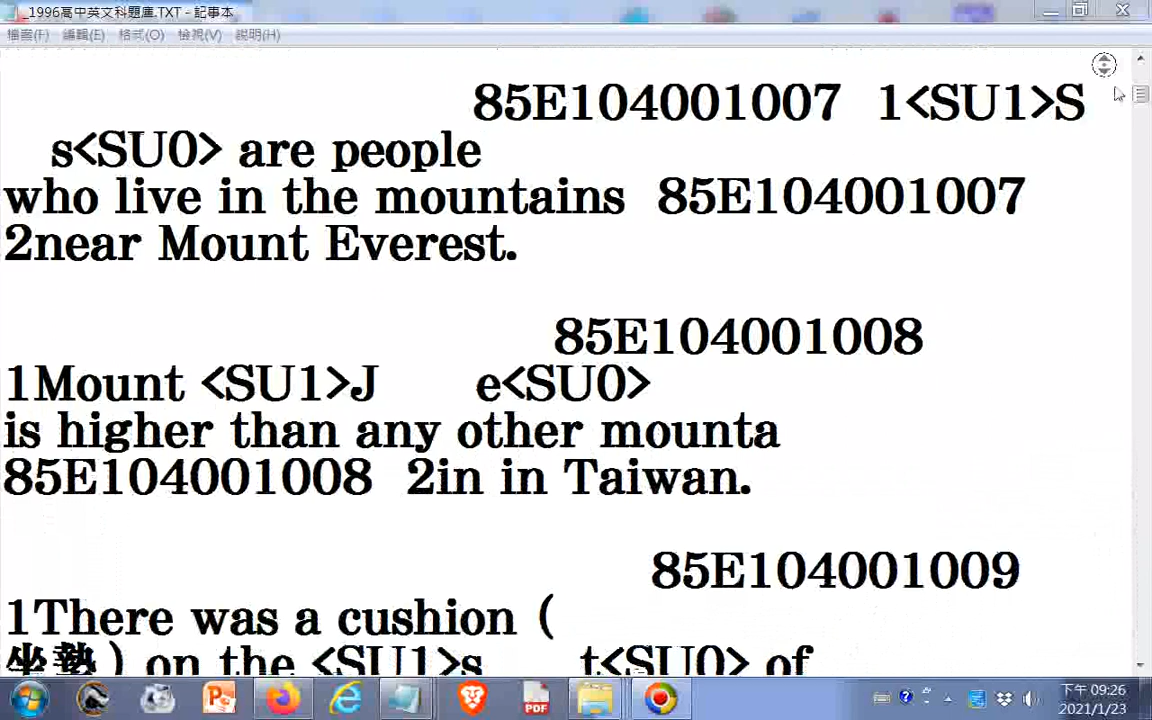 _1996高中英文科題庫.TXT - 記事本
檔案(F) 編輯(E) 格式(O) 檢視(V) 說明(H)
85E104001007 1<SU1>S
s<SU0> are people
who live in the mountains 85E104001007
2near Mount Everest.
85E104001008
1Mount <SU1>J e<SU0>
is higher than any other mounta
85E104001008 2in in Taiwan.
85E104001009
1There was a cushion (
坐墊) on the <SU1>s t<SU0> of
PDF
下午 09:26
2021/1/23